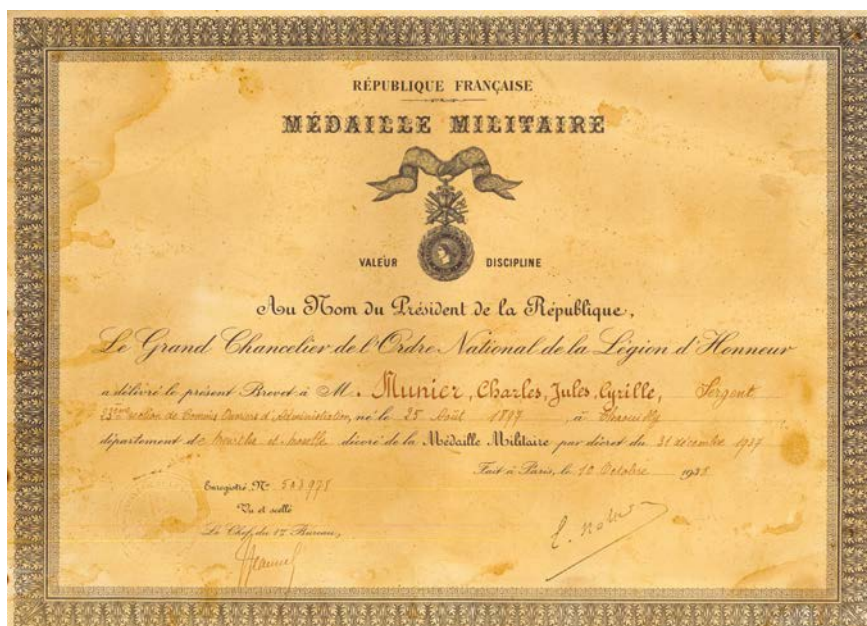 RÉPUBLIQUE FRANÇAISE
MÉDAILLE MILITAIRE
VALEUR DISCIPLINE
Au Nom du Président de la République,
Le Grand Chancelier de l'Ordre National de la Légion d'Honneur
a délivré le présent Brevet à M. Munier, Charles, Jules, Cyrille, Sergent
23ème section de Commis Ouvriers d'Administration, né le 25 Août 1897, à
département de Meurthe et Moselle décoré de la Médaille Militaire par décret du 31 décembre 1937
Fait à Paris, le 10 Octobre 1938
Enregistré N° 503975
Vu et scellé
Le Chef du 1er Bureau,